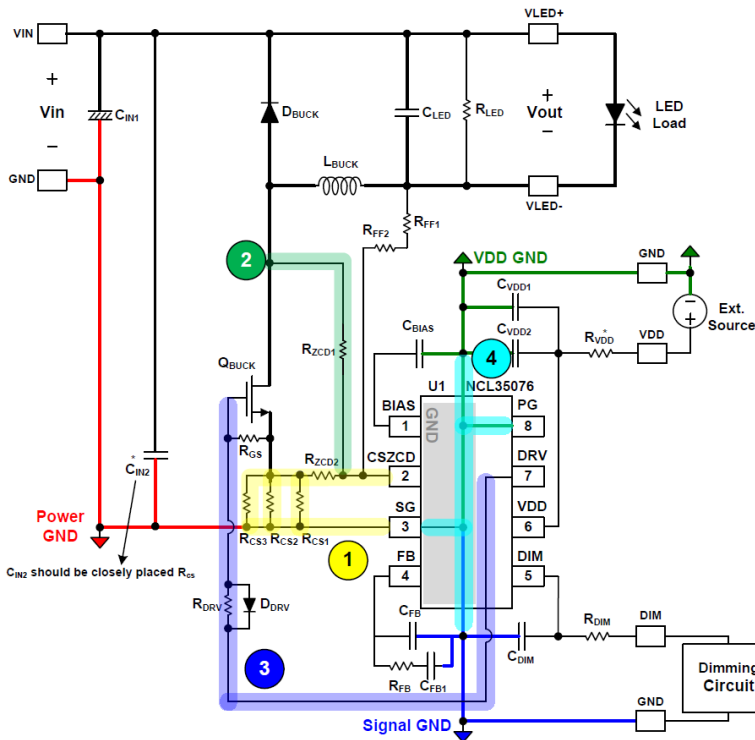 VIN
VLED+
+
Vin
−
CIN1
DBUCK
CLED
RLED
+
Vout
−
LED
Load
GND
LBUCK
VLED-
RFF1
RFF2
2
VDD GND
GND
CVDD1
−
+
Ext.
Source
CBIAS
CVDD2
RVDD*
VDD
RZCD1
4
QBUCK
U1
NCL35076
BIAS
GND
PG
1
8
RGS
RZCD2
CSZCD
DRV
*
CIN2
2
7
SG
VDD
Power
GND
3
6
RCS3
RCS2
RCS1
1
FB
DIM
4
5
CIN2 should be closely placed Rcs
RDRV
DDRV
CFB
RDIM
DIM
CDIM
3
RFB
CFB1
Dimming
Circuit
GND
Signal GND